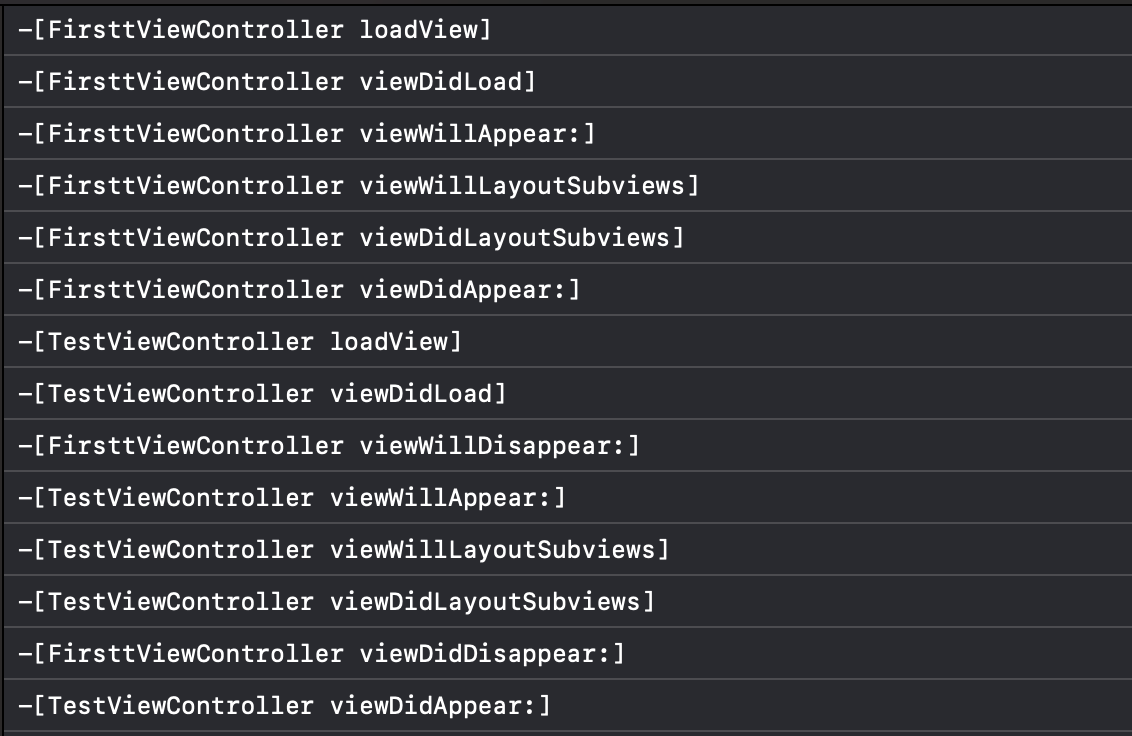 -[FirsttViewController loadView]
-[FirsttViewController viewDidLoad]
-[FirsttViewController viewWillAppear:]
-[FirsttViewController viewWillLayoutSubviews]
-[FirsttViewController viewDidLayoutSubviews]
-[FirsttViewController viewDidAppear:]
-[TestViewController loadView]
-[TestViewController viewDidLoad]
-[FirsttViewController viewWillDisappear:]
-[TestViewController viewWillAppear:]
-[TestViewController viewWillLayoutSubviews]
-[TestViewController viewDidLayoutSubviews]
-[FirsttViewController viewDidDisappear:]
-[TestViewController viewDidAppear:]